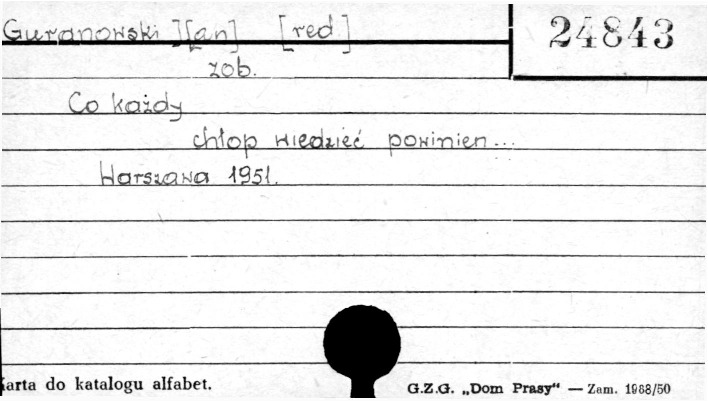 Guranowski J[an] [red.]
24843
zob.
Co każdy
chłop wiedzieć powinien...
Warszawa 1951.
Karta do katalogu alfabet.
G.Z.G. „Dom Prasy“ — Zam. 1988/50